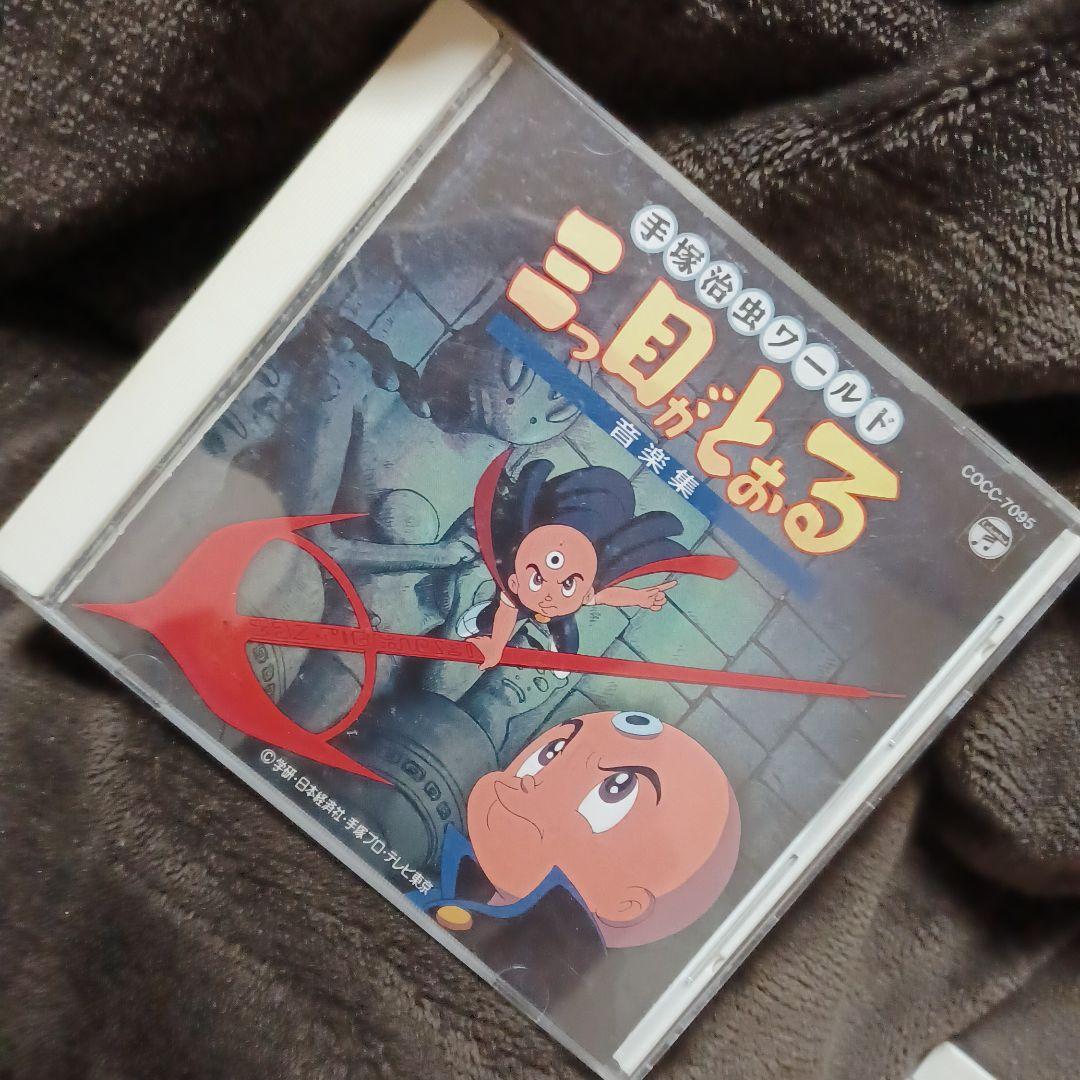 手塚治虫ワールド
三つ目がとおる
音楽集
COCC-7095
Ⓒ学研・日本経済社・手塚プロ・テレビ東京